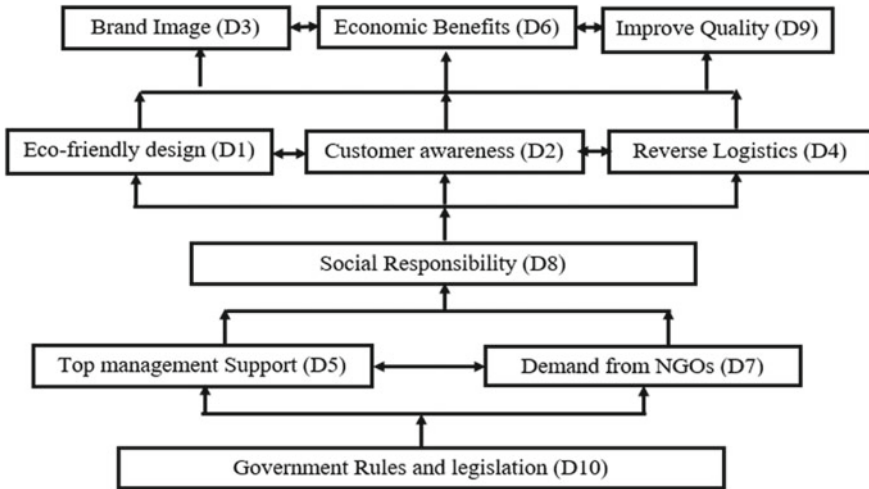 Brand Image (D3)
Economic Benefits (D6)
Improve Quality (D9)
Eco-friendly design (D1)
Customer awareness (D2)
Reverse Logistics (D4)
Social Responsibility (D8)
Top management Support (D5)
Demand from NGOs (D7)
Government Rules and legislation (D10)